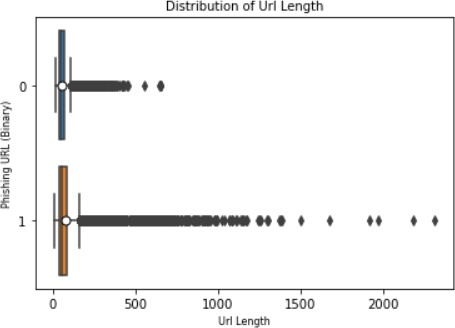 Distribution of Url Length
Phishing URL (Binary)
0
1
0 500 1000 1500 2000
Url Length